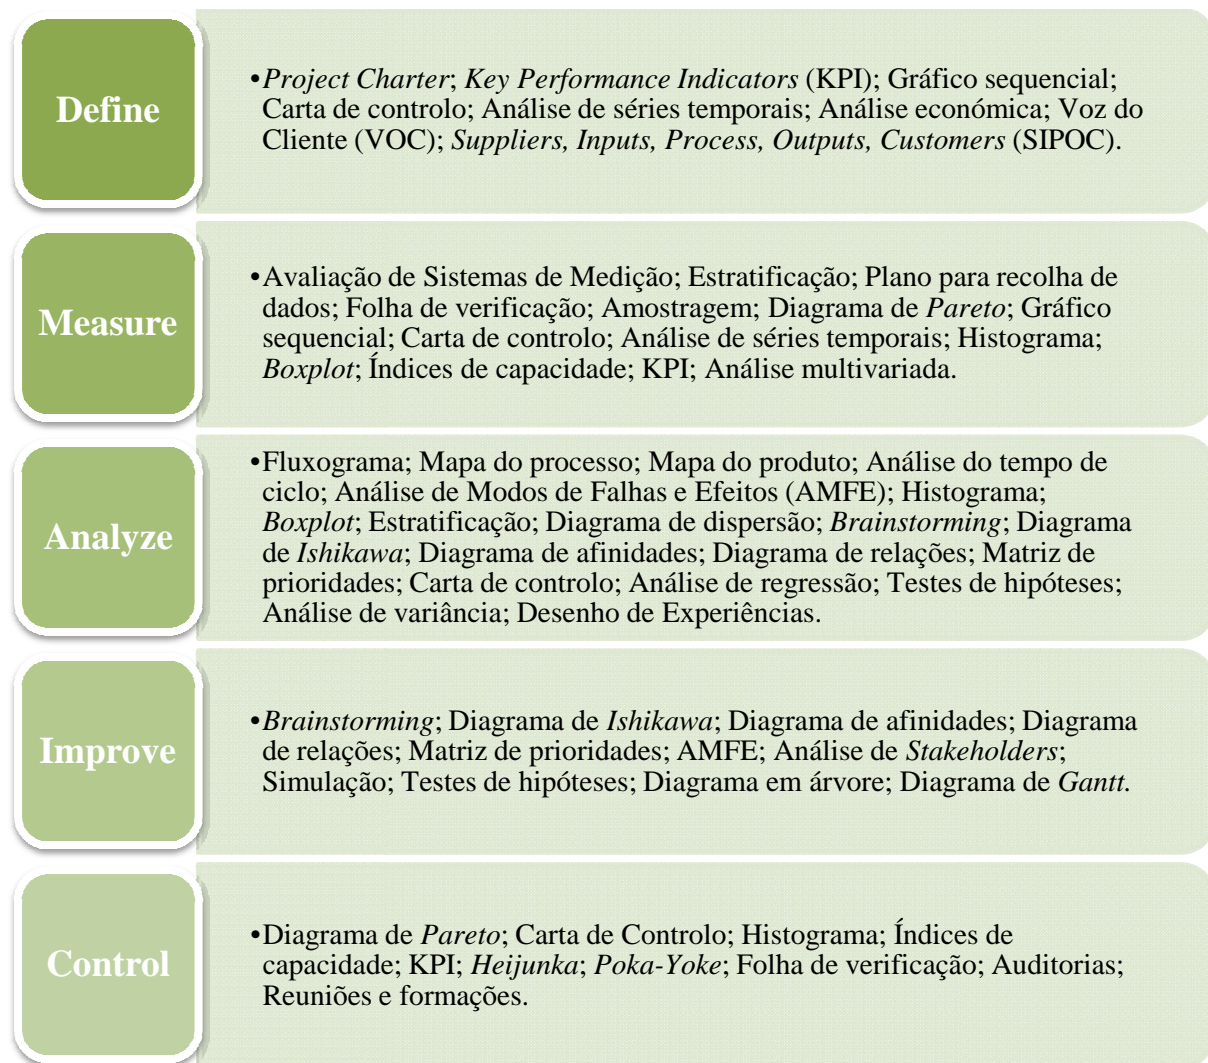 Define
•Project Charter; Key Performance Indicators (KPI); Gráfico sequencial;
Carta de controlo; Análise de séries temporais; Análise económica; Voz do
Cliente (VOC); Suppliers, Inputs, Process, Outputs, Customers (SIPOC).
Measure
•Avaliação de Sistemas de Medição; Estratificação; Plano para recolha de
dados; Folha de verificação; Amostragem; Diagrama de Pareto; Gráfico
sequencial; Carta de controlo; Análise de séries temporais; Histograma;
Boxplot; Índices de capacidade; KPI; Análise multivariada.
Analyze
•Fluxograma; Mapa do processo; Mapa do produto; Análise do tempo de
ciclo; Análise de Modos de Falhas e Efeitos (AMFE); Histograma;
Boxplot; Estratificação; Diagrama de dispersão; Brainstorming; Diagrama
de Ishikawa; Diagrama de afinidades; Diagrama de relações; Matriz de
prioridades; Carta de controlo; Análise de regressão; Testes de hipóteses;
Análise de variância; Desenho de Experiências.
Improve
•Brainstorming; Diagrama de Ishikawa; Diagrama de afinidades; Diagrama
de relações; Matriz de prioridades; AMFE; Análise de Stakeholders;
Simulação; Testes de hipóteses; Diagrama em árvore; Diagrama de Gantt.
Control
•Diagrama de Pareto; Carta de Controlo; Histograma; Índices de
capacidade; KPI; Heijunka; Poka-Yoke; Folha de verificação; Auditorias;
Reuniões e formações.